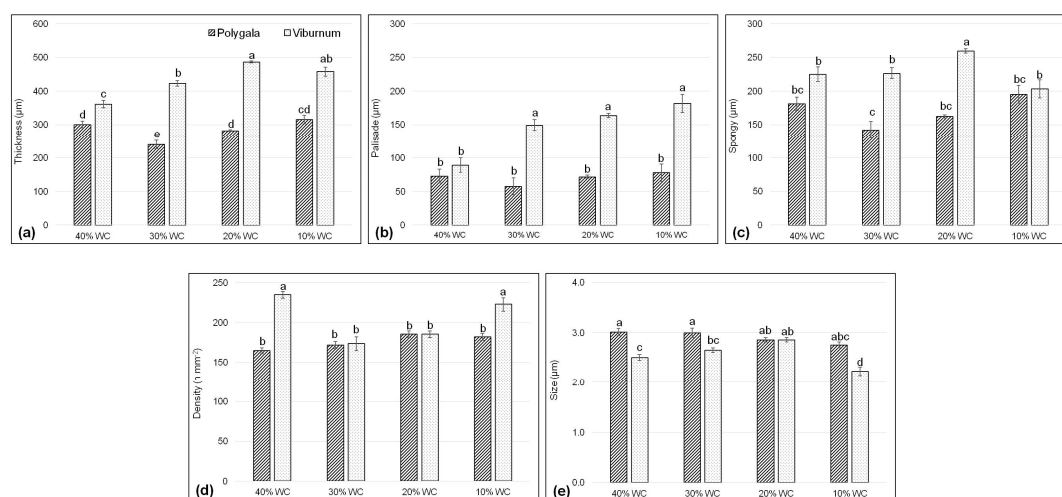 600
500
400
300
200
100
0
Thickness (µm)
Polygala Viburnum
d c e b d a cd ab
40% WC 30% WC 20% WC 10% WC
(a)
300
250
200
150
100
50
0
Palisade (µm)
b b b a b a b a
40% WC 30% WC 20% WC 10% WC
(b)
300
250
200
150
100
50
0
Spongy (µm)
bc b c b bc a bc b
40% WC 30% WC 20% WC 10% WC
(c)
250
200
150
100
50
0
Density (n mm⁻²)
b a b b b b b a
40% WC 30% WC 20% WC 10% WC
(d)
4.0
3.0
2.0
1.0
0.0
Size (µm)
a c a bc ab ab abc d
40% WC 30% WC 20% WC 10% WC
(e)